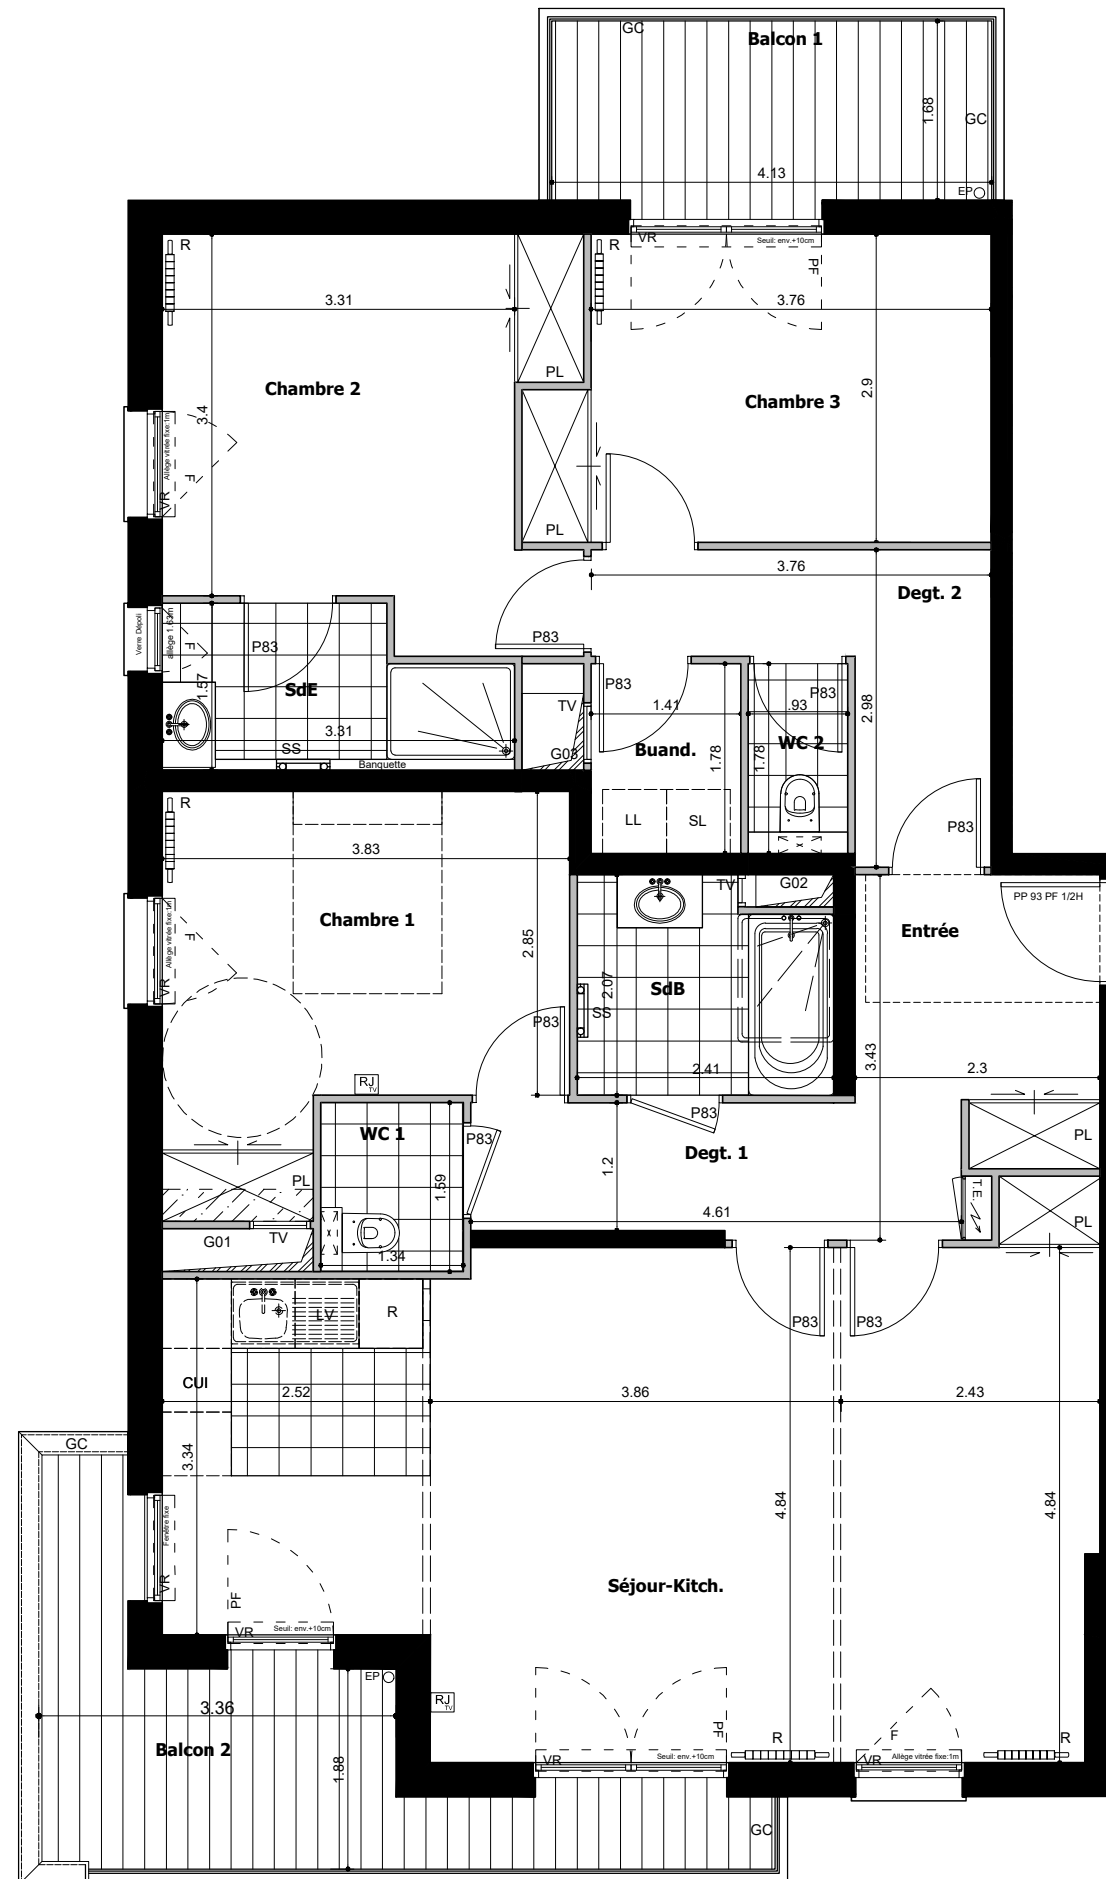 GC
Balcon 1
1.68
GC
4.13
EP
R
R
VR
Seuil: env.+10cm
PF
3.31
3.76
PL
Chambre 2
Chambre 3
2.9
3.4
Allège vitrée fixe:1m
F
VR
PL
3.76
Degt. 2
Verre Dépoli
allège 1.63m
F
P83
P83
P83
P83
SdE
1.57
TV
1.41
.93
2.98
3.31
SS
G03
Buand.
WC 2
Banquette
1.78
1.78
R
LL
SL
P83
3.83
TV
G02
PP 93 PF 1/2H
Chambre 1
Allège vitrée fixe:1m
F
VR
2.85
Entrée
2.07
SdB
SS
P83
3.43
2.41
2.3
RJ
TV
P83
WC 1
P83
PL
Degt. 1
1.2
PL
1.59
T.E.
4.61
PL
G01
TV
1.34
LV
R
P83
P83
CUI
2.52
3.86
2.43
GC
3.34
4.84
4.84
Fenêtre fixe
VR
Séjour-Kitch.
PF
VR
Seuil: env.+10cm
EP
RJ
TV
3.36
PF
R
F
R
Balcon 2
VR
Seuil: env.+10cm
VR
Allège vitrée fixe:1m
1.88
GC